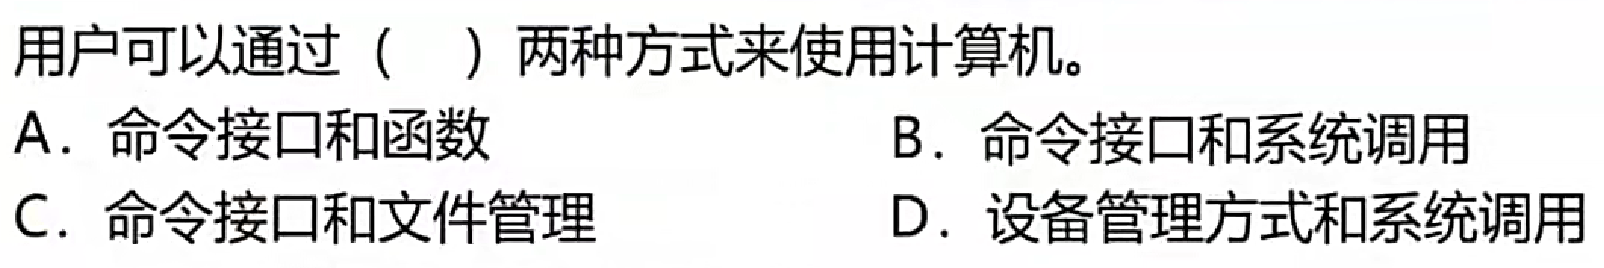 用户可以通过（　）两种方式来使用计算机。
A. 命令接口和函数　B. 命令接口和系统调用
C. 命令接口和文件管理　D. 设备管理方式和系统调用